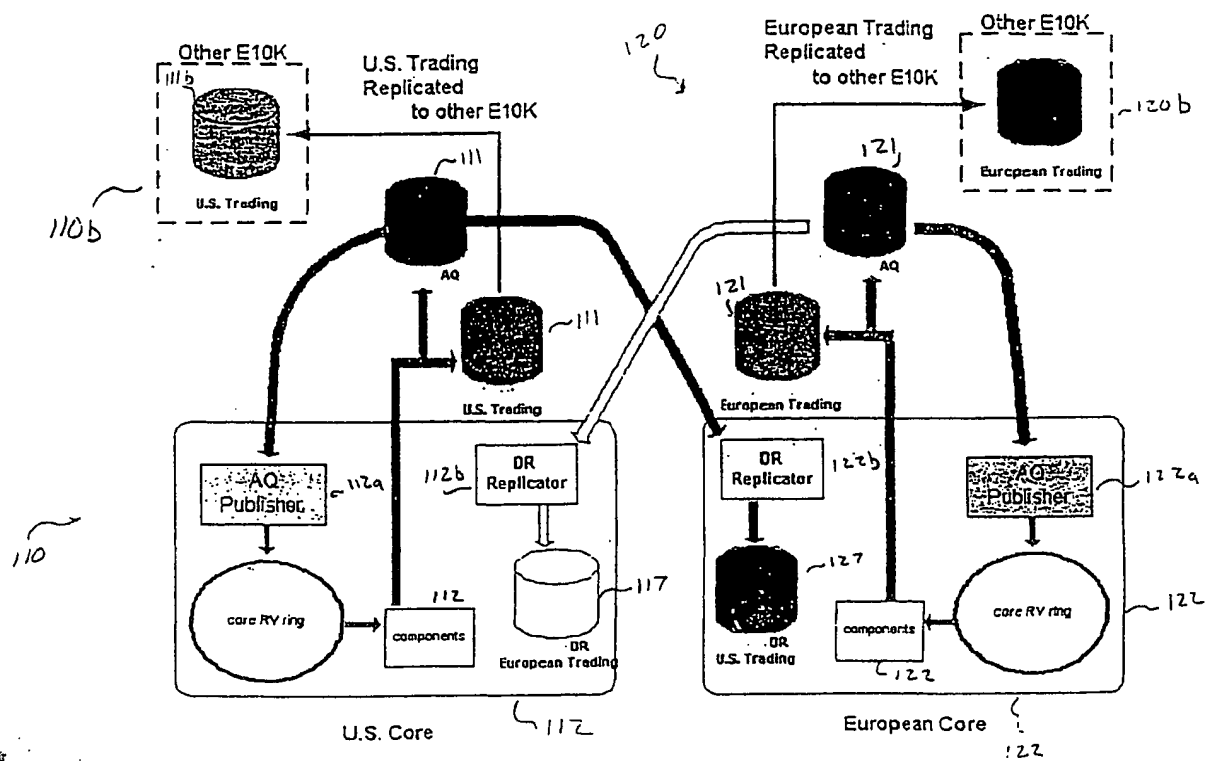 Other E10K
111b
U.S. Trading
110b
U.S. Trading
Replicated
to other E10K
120
European Trading
Replicated
to other E10K
Other E10K
European Trading
120b
111
AQ
111
U.S. Trading
121
AQ
121
European Trading
110
AQ
Publisher
112a
core RV ring
112
components
112b
DR
Replicator
117
DR
European Trading
112
U.S. Core
DR
Replicator
122b
127
DR
U.S. Trading
AQ
Publisher
122a
core RV ring
122
components
122
European Core
122